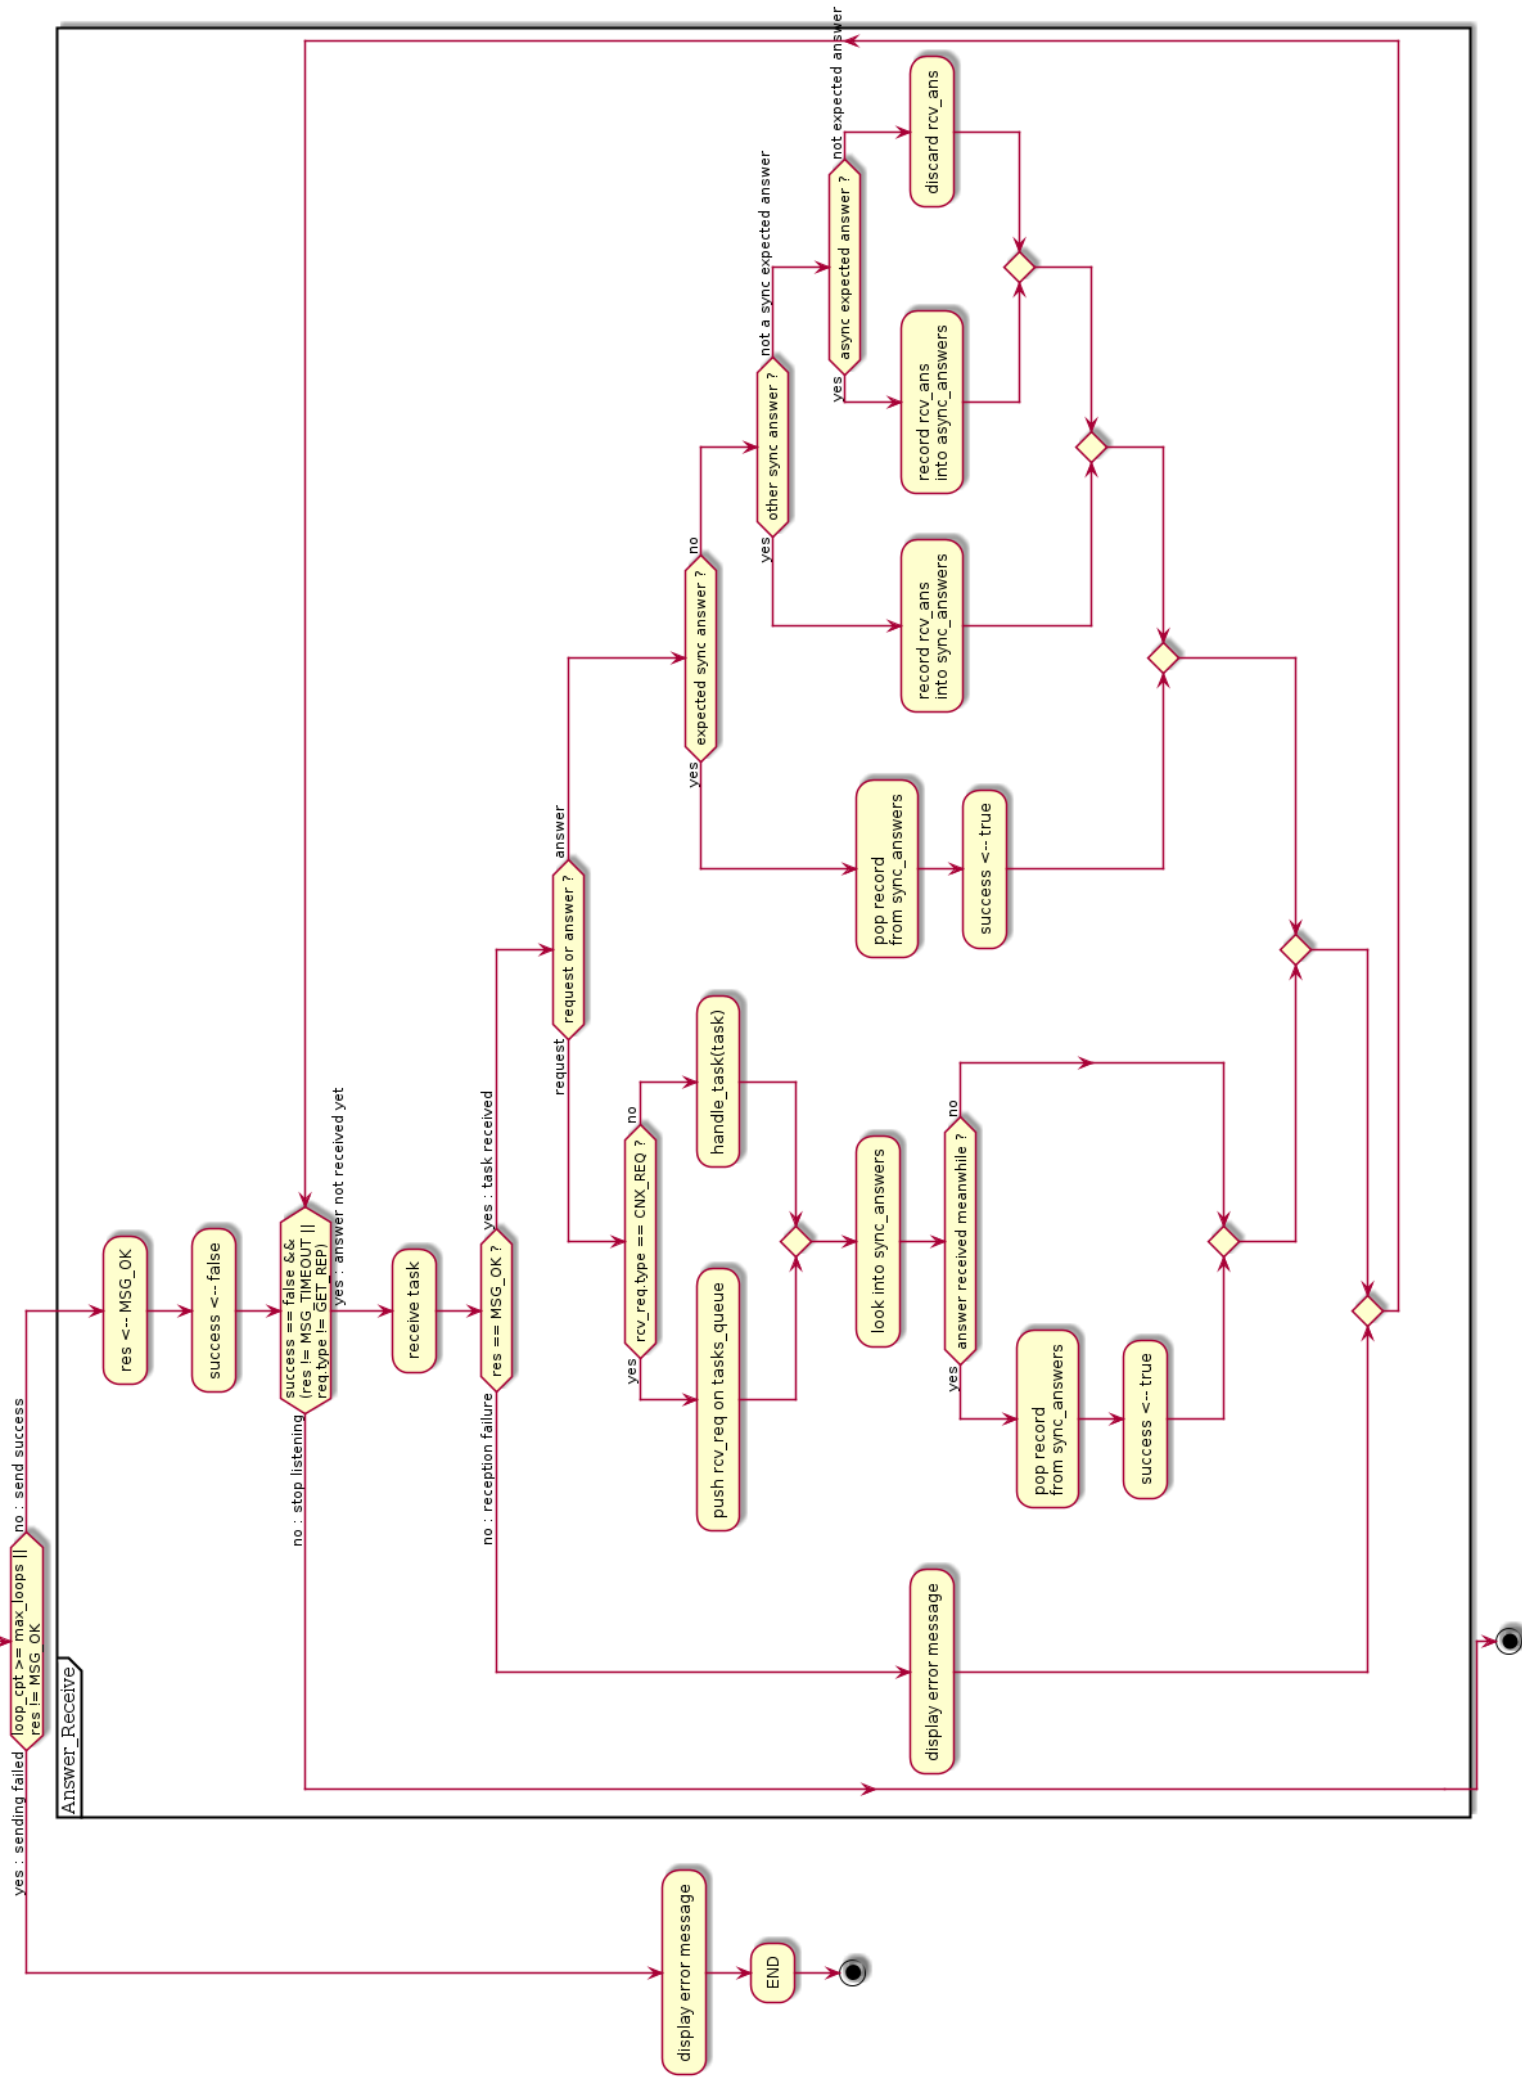 loop_cpt >= max_loops ||
res != MSG_OK
yes : sending failed
no : send success
display error message
END
Answer_Receive
res <-- MSG_OK
success <-- false
success == false &&
(res != MSG_TIMEOUT ||
req.type != GET_REP)
no : stop listening
yes : answer not received yet
receive task
res == MSG_OK ?
no : reception failure
yes : task received
display error message
request or answer ?
request
answer
rcv_req.type == CNX_REQ ?
yes
no
push rcv_req on tasks_queue
handle_task(task)
look into sync_answers
answer received meanwhile ?
yes
no
pop record
from sync_answers
success <-- true
expected sync answer ?
yes
no
pop record
from sync_answers
success <-- true
other sync answer ?
yes
not a sync expected answer
record rcv_ans
into sync_answers
async expected answer ?
yes
not expected answer
record rcv_ans
into async_answers
discard rcv_ans